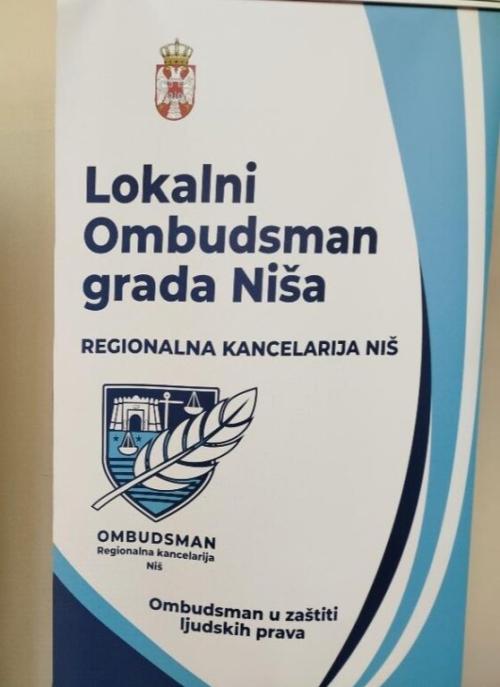 Lokalni
Ombudsman
grada Niša
REGIONALNA KANCELARIJA NIŠ
OMBUDSMAN
Regionalna kancelarija
Niš
Ombudsman u zaštiti
ljudskih prava